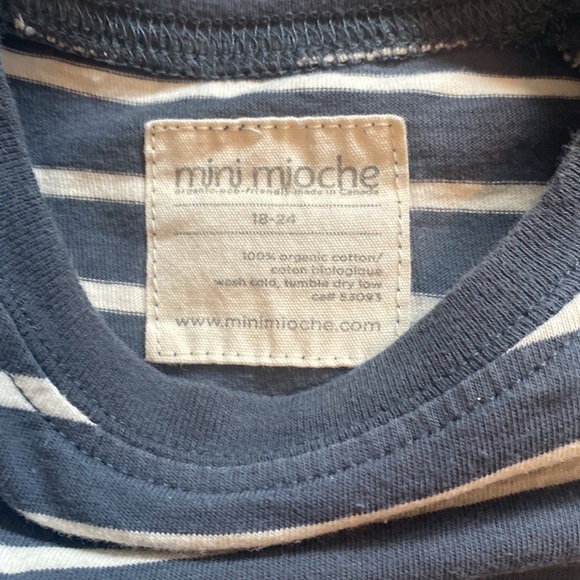 mini mioche
organic.eco-friendly.made in Canada
18-24
100% organic cotton/
coton biologique
wash cold, tumble dry low
ca# 53093
www.minimioche.com